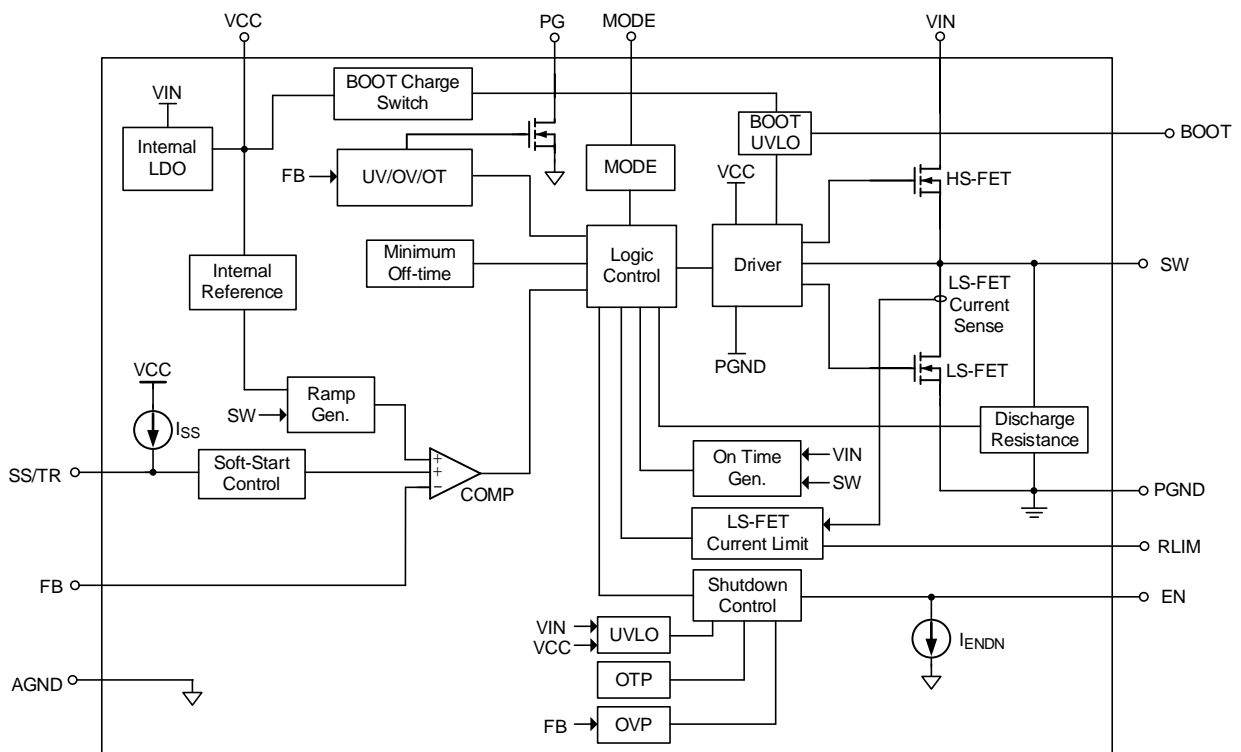 VCC
PG
MODE
VIN
VIN
BOOT Charge
Switch
Internal
LDO
BOOT
UVLO
BOOT
FB
UV/OV/OT
MODE
VCC
HS-FET
Minimum
Off-time
Logic
Control
Driver
SW
Internal
Reference
LS-FET
Current
Sense
PGND
LS-FET
VCC
ISS
SW
Ramp
Gen.
Discharge
Resistance
SS/TR
Soft-Start
Control
+
+
−
COMP
On Time
Gen.
VIN
SW
PGND
LS-FET
Current Limit
RLIM
FB
Shutdown
Control
EN
VIN
VCC
UVLO
IENDN
OTP
AGND
FB
OVP